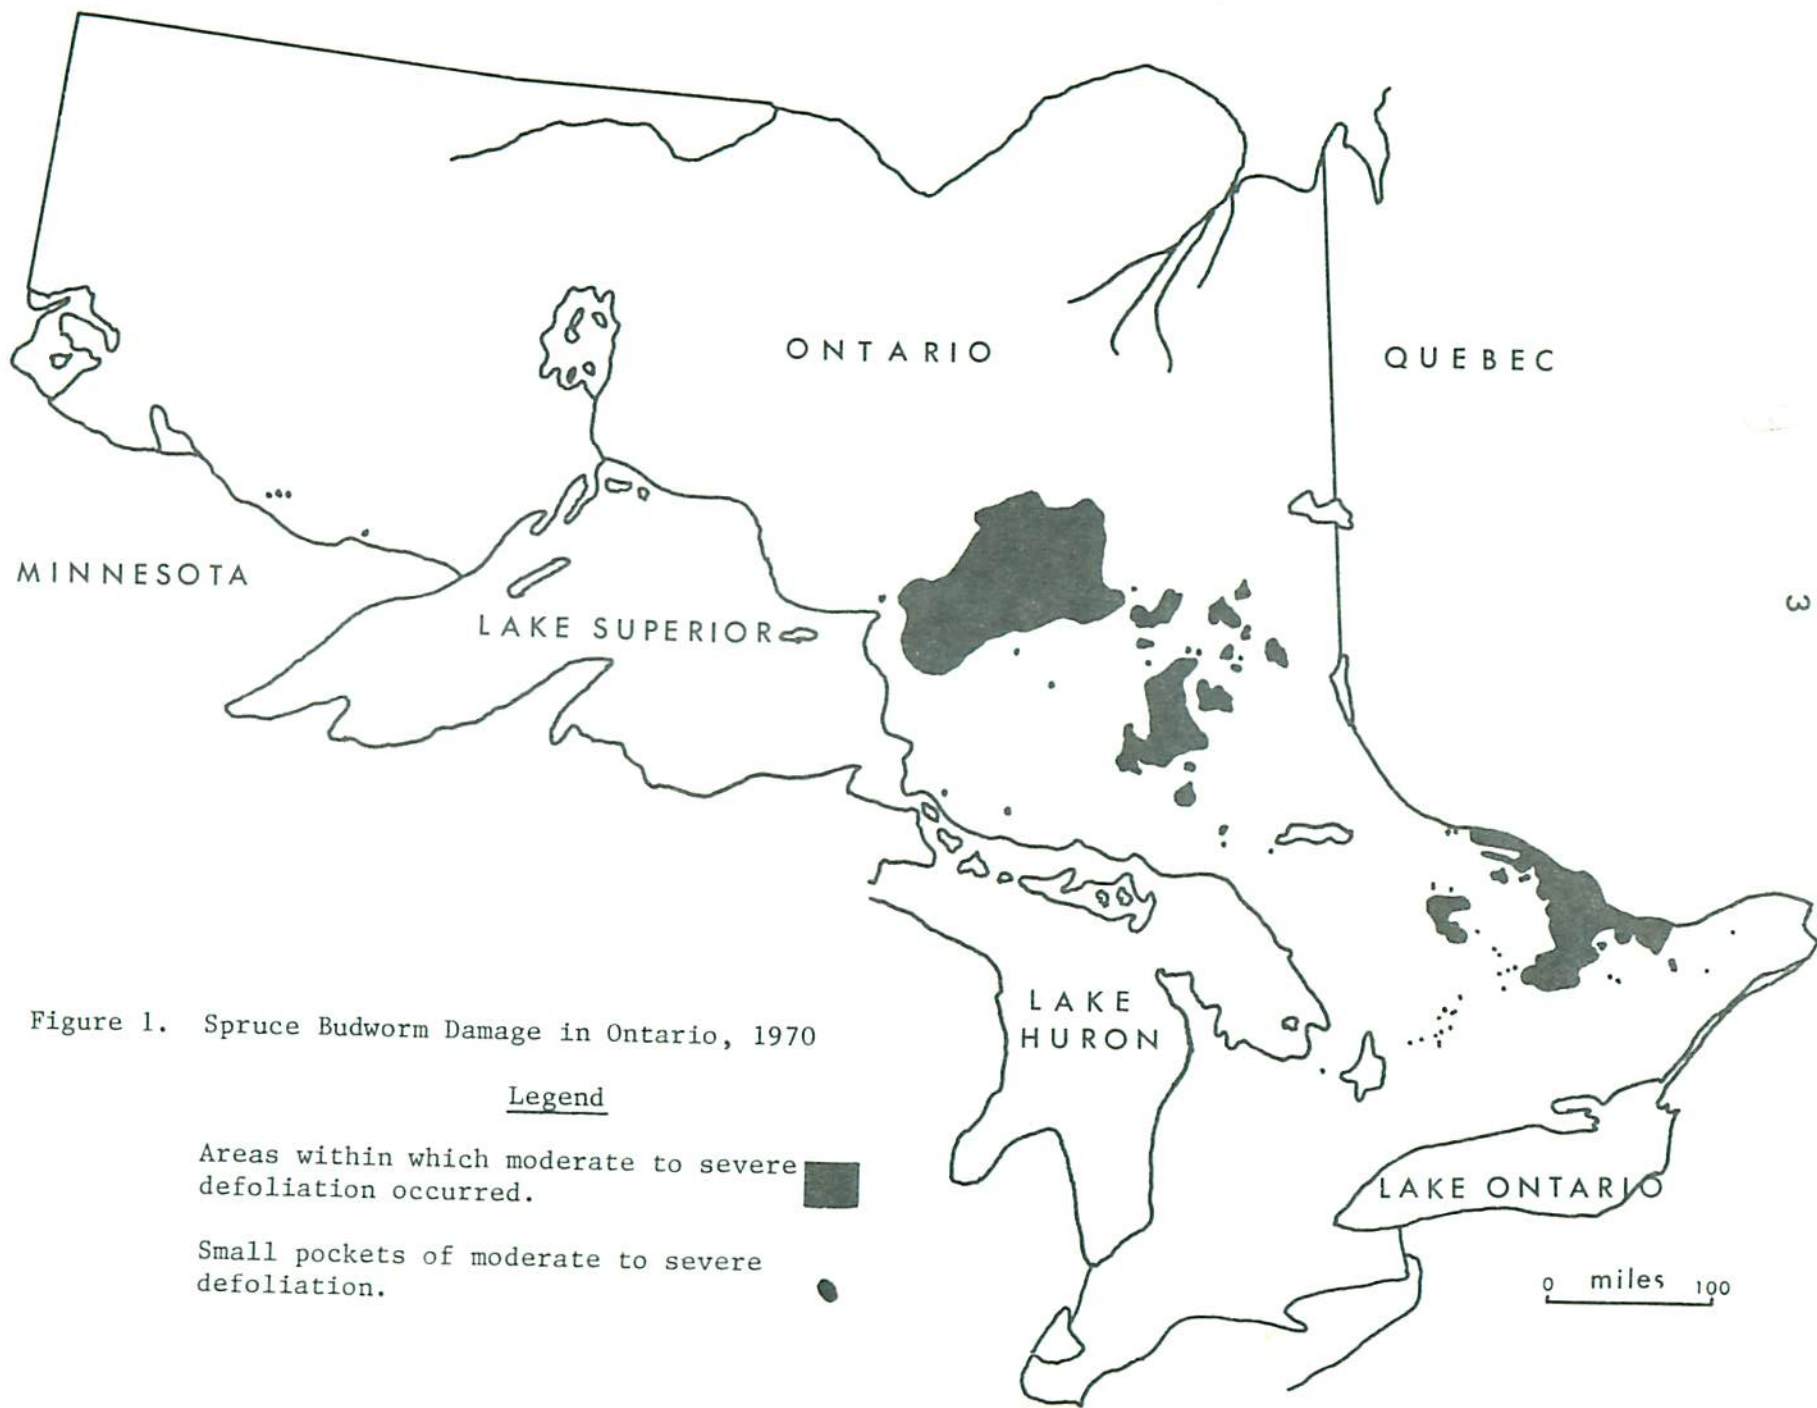 ONTARIO
QUEBEC
MINNESOTA
LAKE SUPERIOR
3
LAKE
HURON
Figure 1. Spruce Budworm Damage in Ontario, 1970
Legend
Areas within which moderate to severe
defoliation occurred.
Small pockets of moderate to severe
defoliation.
LAKE ONTARIO
0 miles 100